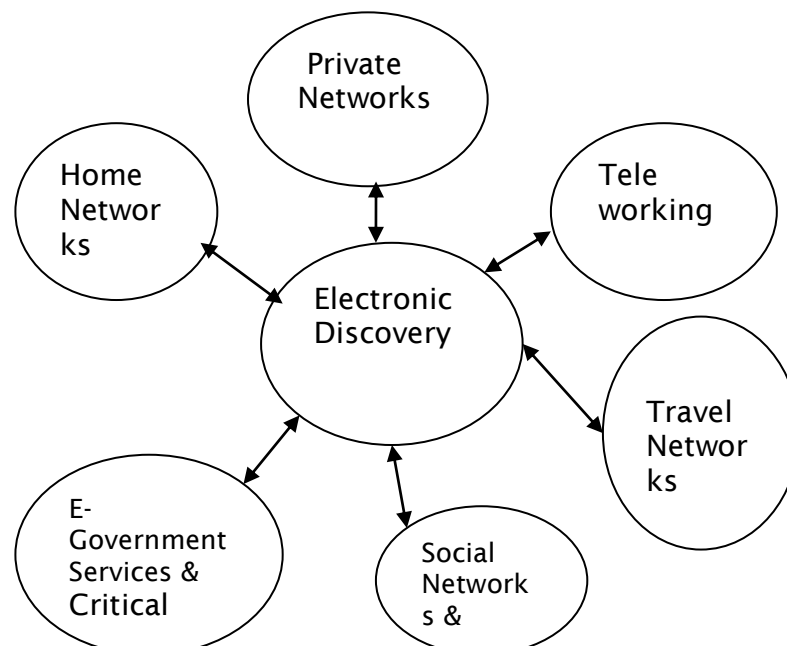 Private
Networks
Home
Networ
ks
Tele
working
Electronic
Discovery
Travel
Networ
ks
E-
Government
Services &
Critical
Social
Network
s &